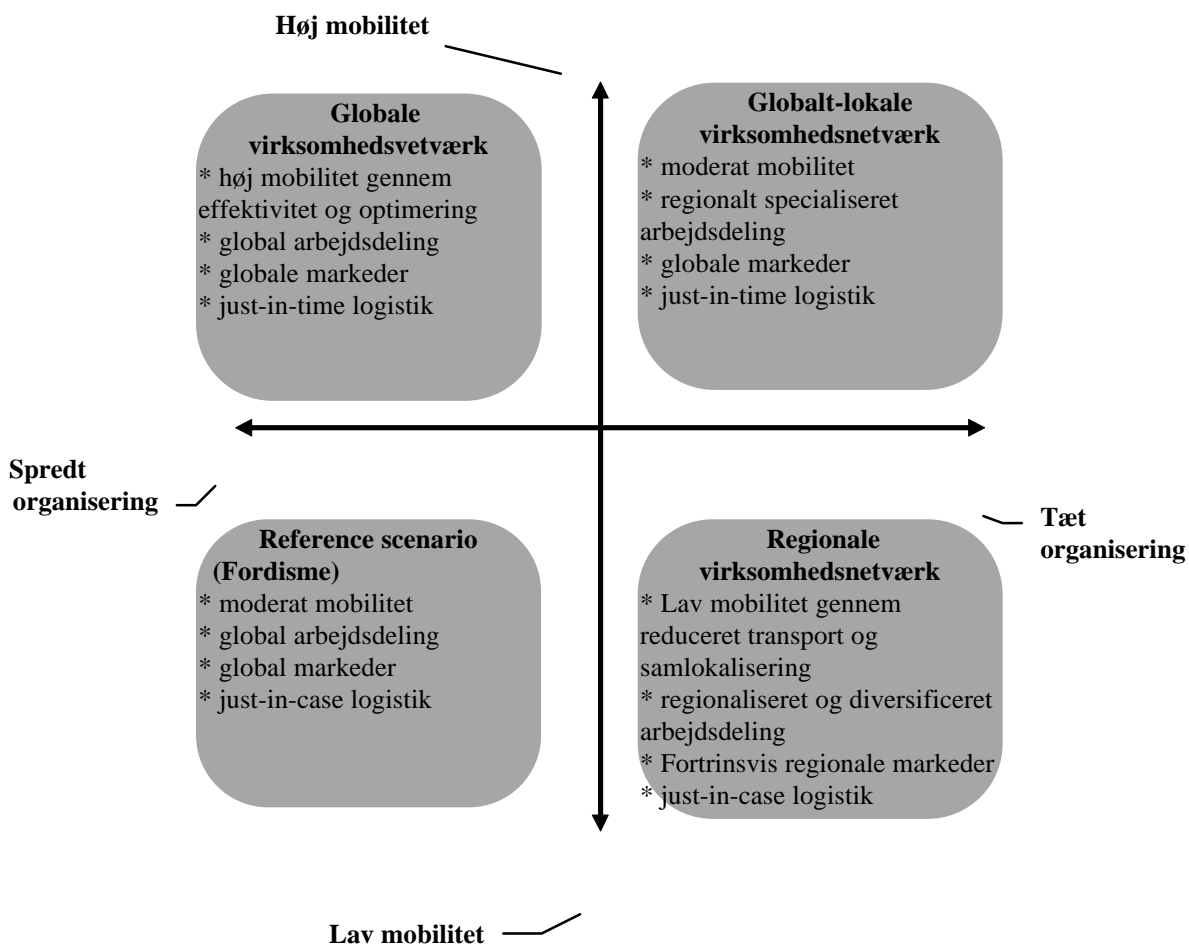 Høj mobilitet
Globale
virksomhedsvetværk
* høj mobilitet gennem
effektivitet og optimering
* global arbejdsdeling
* globale markeder
* just-in-time logistik
Globalt-lokale
virksomhedsnetværk
* moderat mobilitet
* regionalt specialiseret
arbejdsdeling
* globale markeder
* just-in-time logistik
Spredt
organisering
Tæt
organisering
Reference scenario
(Fordisme)
* moderat mobilitet
* global arbejdsdeling
* global markeder
* just-in-case logistik
Regionale
virksomhedsnetværk
* Lav mobilitet gennem
reduceret transport og
samlokalisering
* regionaliseret og diversificeret
arbejdsdeling
* Fortrinsvis regionale markeder
* just-in-case logistik
Lav mobilitet